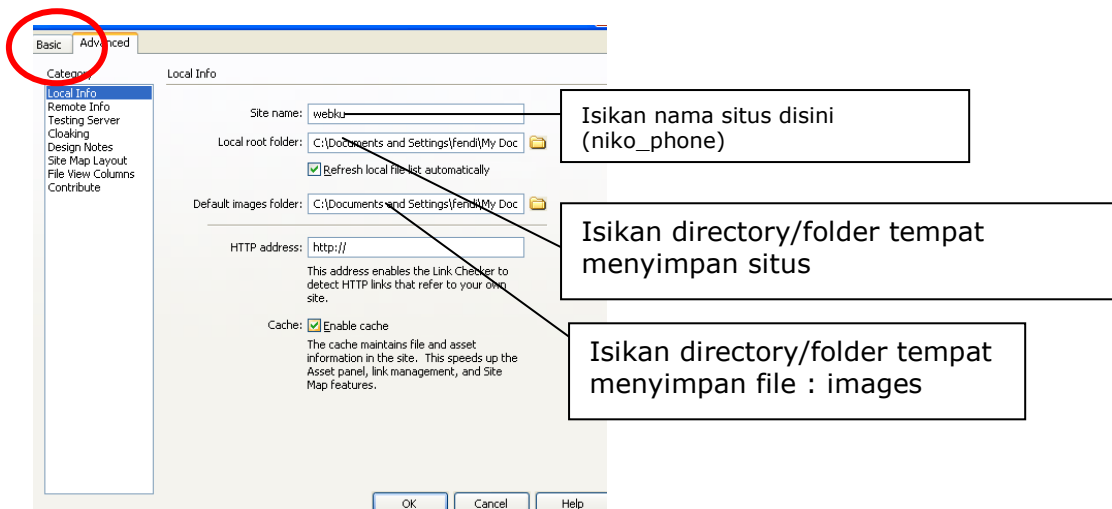 Basic Advanced
Category
Local Info
Local Info
Remote Info
Testing Server
Cloaking
Design Notes
Site Map Layout
File View Columns
Contribute
Site name: webku
Local root folder: C:\Documents and Settings\fendi\My Doc
Refresh local file list automatically
Default images folder: C:\Documents and Settings\fendi\My Doc
HTTP address: http://
This address enables the Link Checker to
detect HTTP links that refer to your own
site.
Cache: Enable cache
The cache maintains file and asset
information in the site. This speeds up the
Asset panel, link management, and Site
Map features.
OK Cancel Help
Isikan nama situs disini
(niko_phone)
Isikan directory/folder tempat
menyimpan situs
Isikan directory/folder tempat
menyimpan file : images